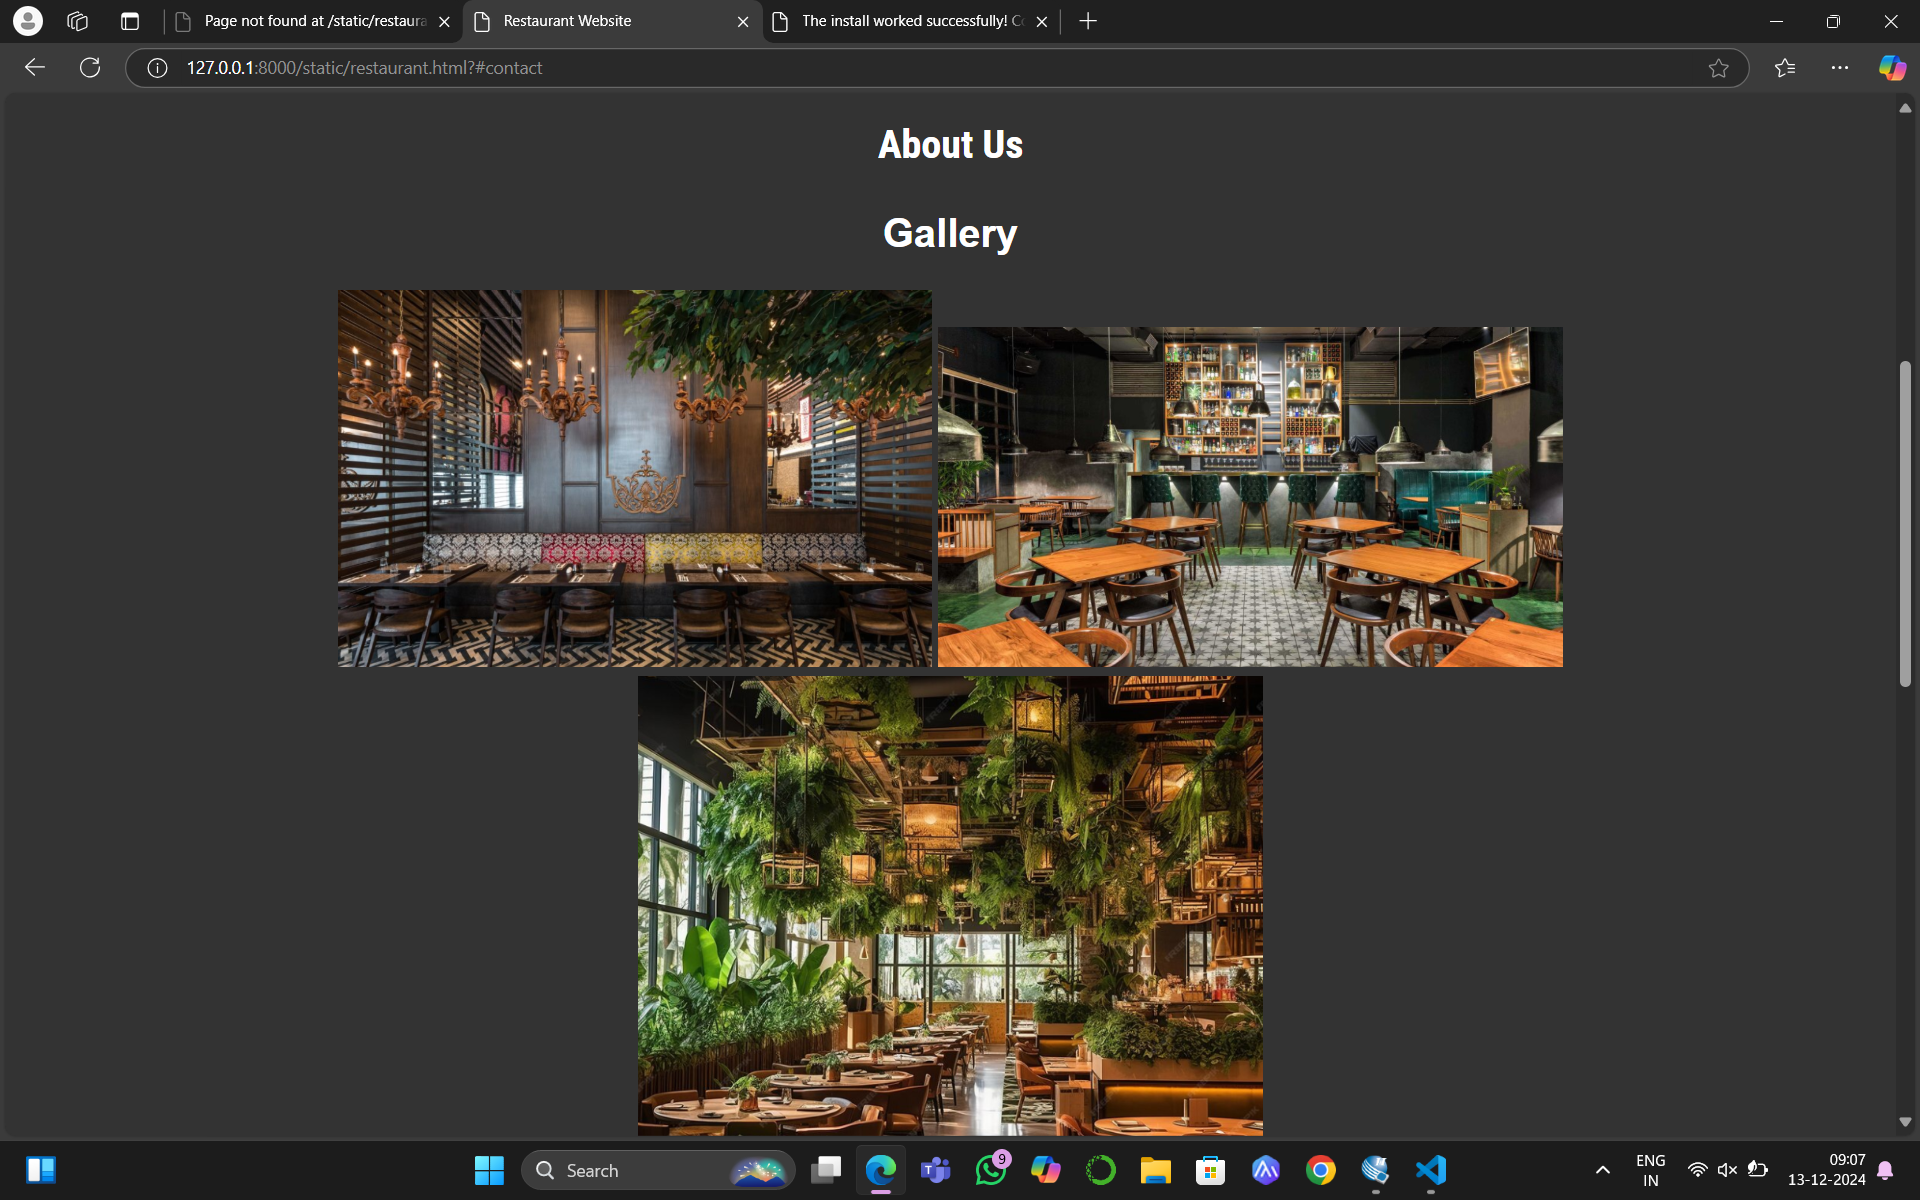 Page not found at /static/restaura
Restaurant Website
The install worked successfully! Co
127.0.0.1:8000/static/restaurant.html?#contact
About Us
Gallery
Search
9
ENG
IN
09:07
13-12-2024